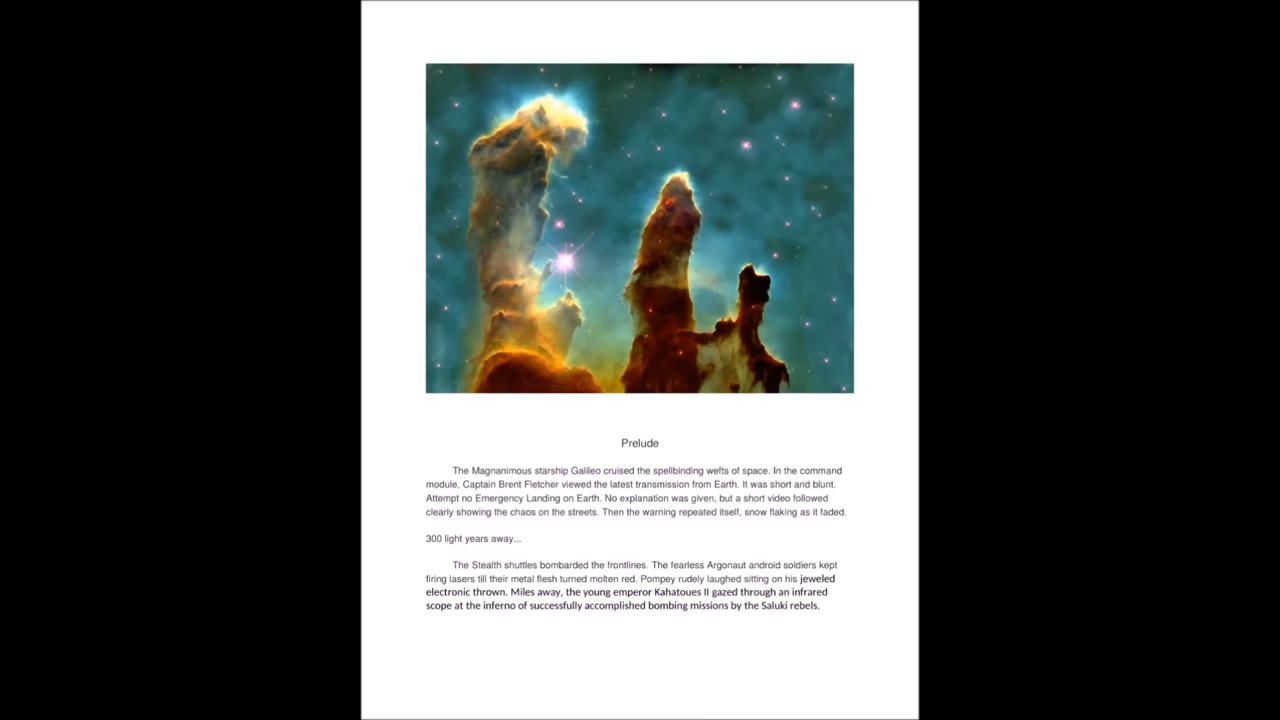 Prelude
The Magnanimous starship Galileo cruised the spellbinding wefts of space. In the command
module, Captain Brent Fletcher viewed the latest transmission from Earth. It was short and blunt.
Attempt no Emergency Landing on Earth. No explanation was given, but a short video followed
clearly showing the chaos on the streets. Then the warning repeated itself, snow flaking as it faded.
300 light years away...
The Stealth shuttles bombarded the frontlines. The fearless Argonaut android soldiers kept
firing lasers till their metal flesh turned molten red. Pompey rudely laughed sitting on his jeweled
electronic thrown. Miles away, the young emperor Kahatoues II gazed through an infrared
scope at the inferno of successfully accomplished bombing missions by the Saluki rebels.